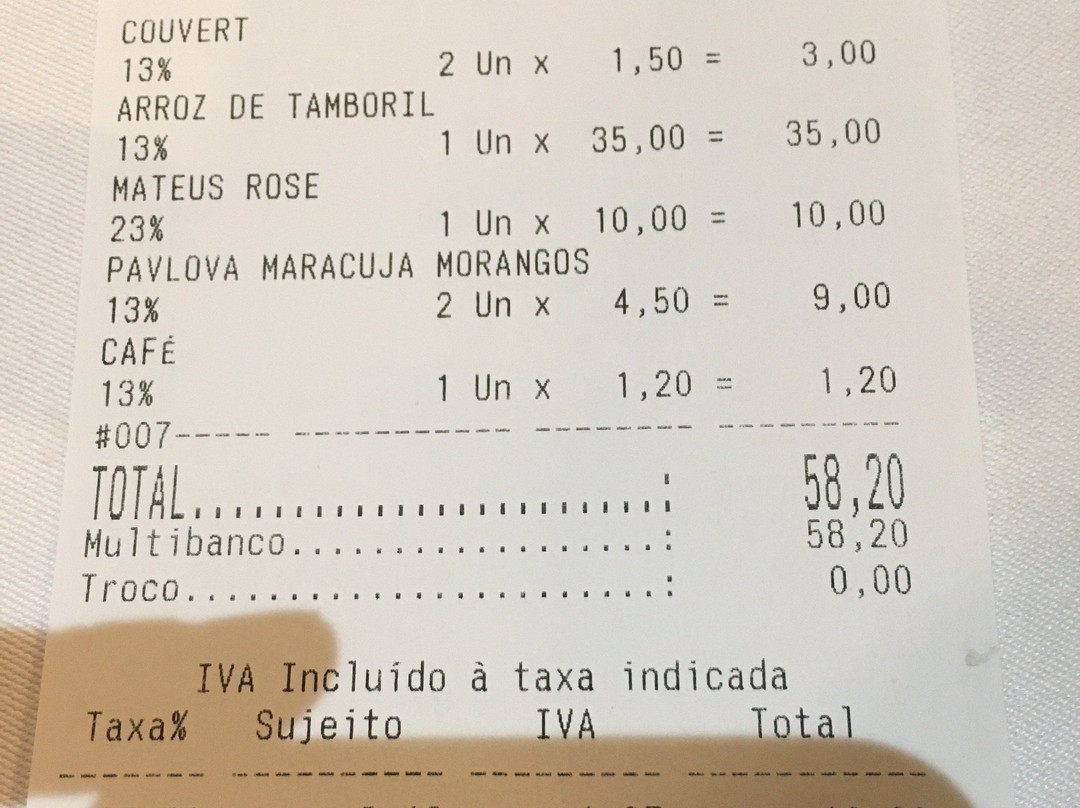 COUVERT
13% 2 Un x 1,50 = 3,00
ARROZ DE TAMBORIL
13% 1 Un x 35,00 = 35,00
MATEUS ROSE
23% 1 Un x 10,00 = 10,00
PAVLOVA MARACUJA MORANGOS
13% 2 Un x 4,50 = 9,00
CAFÉ
13% 1 Un x 1,20 = 1,20
#007----- ---------- ------- --------
TOTAL.......................: 58,20
Multibanco...................: 58,20
Troco........................: 0,00
IVA Incluído à taxa indicada
Taxa% Sujeito IVA Total